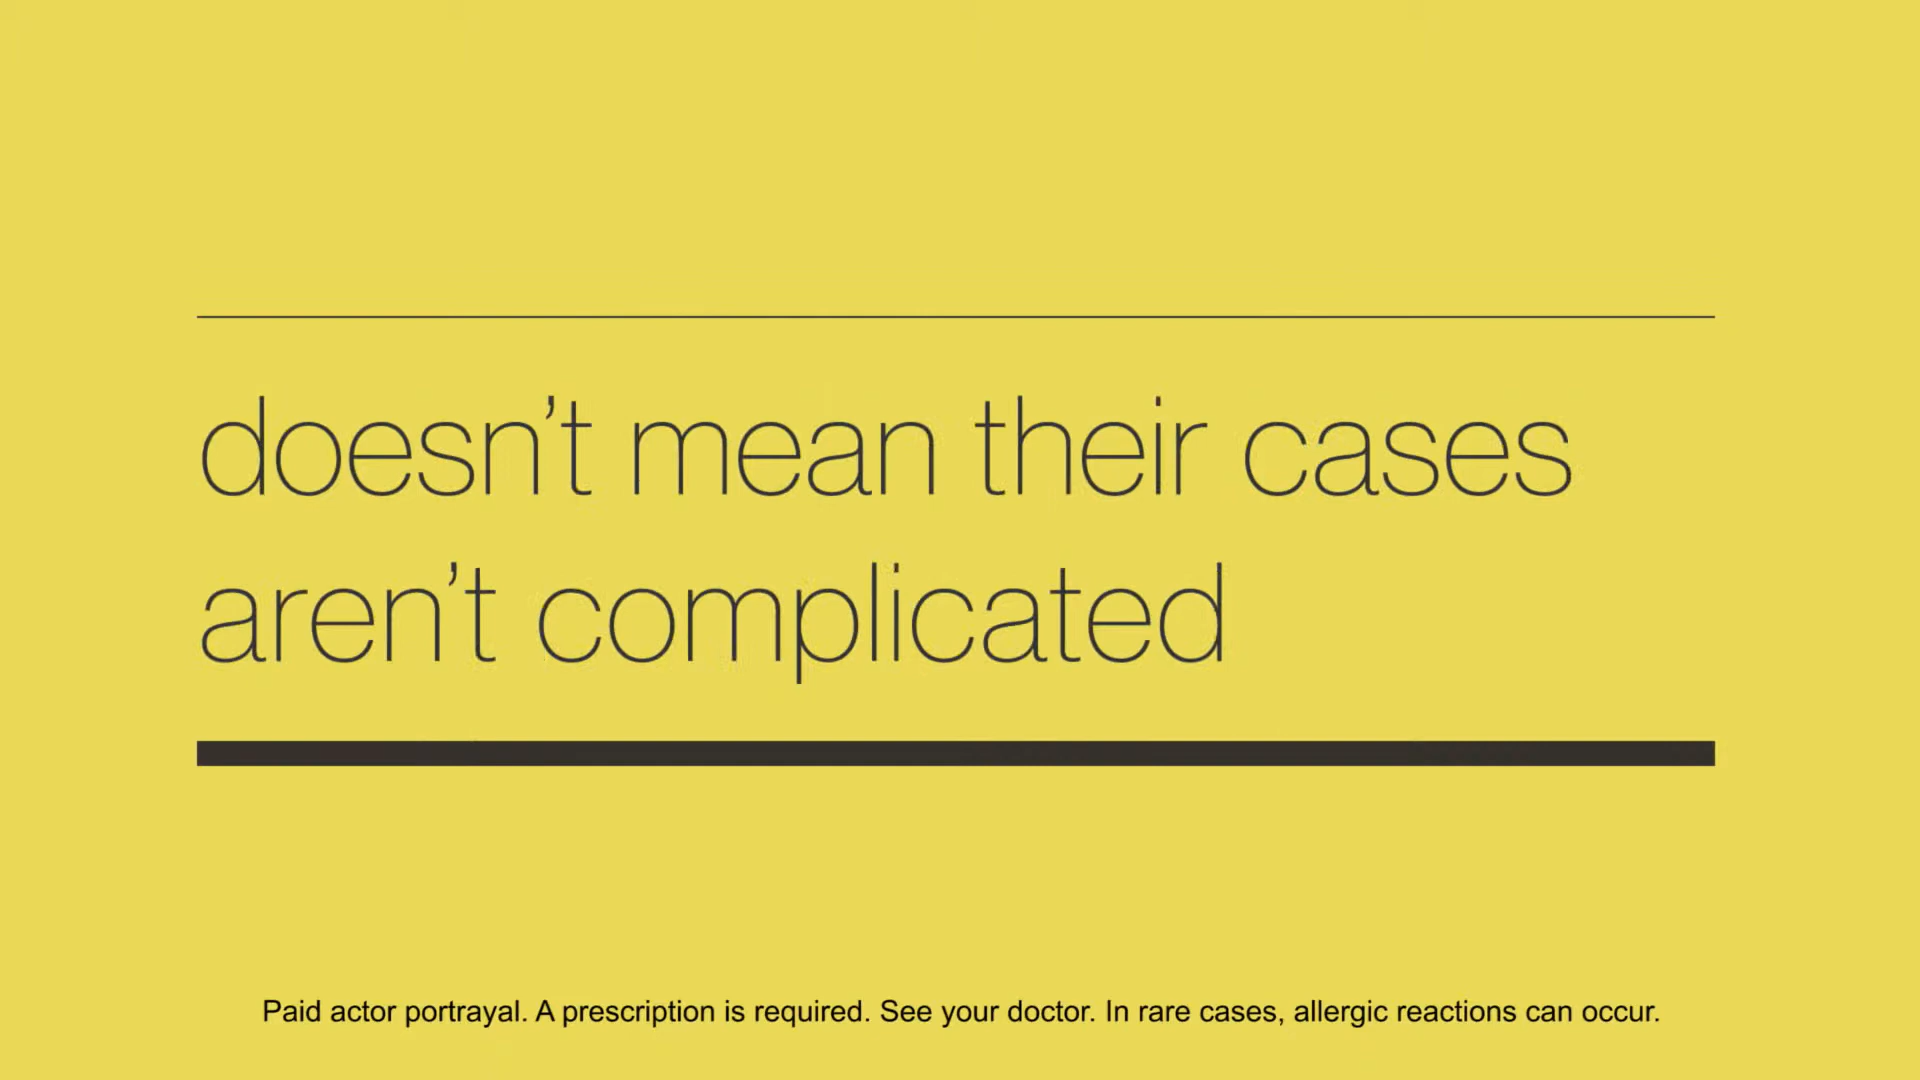 doesn’t mean their cases
aren’t complicated
Paid actor portrayal. A prescription is required. See your doctor. In rare cases, allergic reactions can occur.